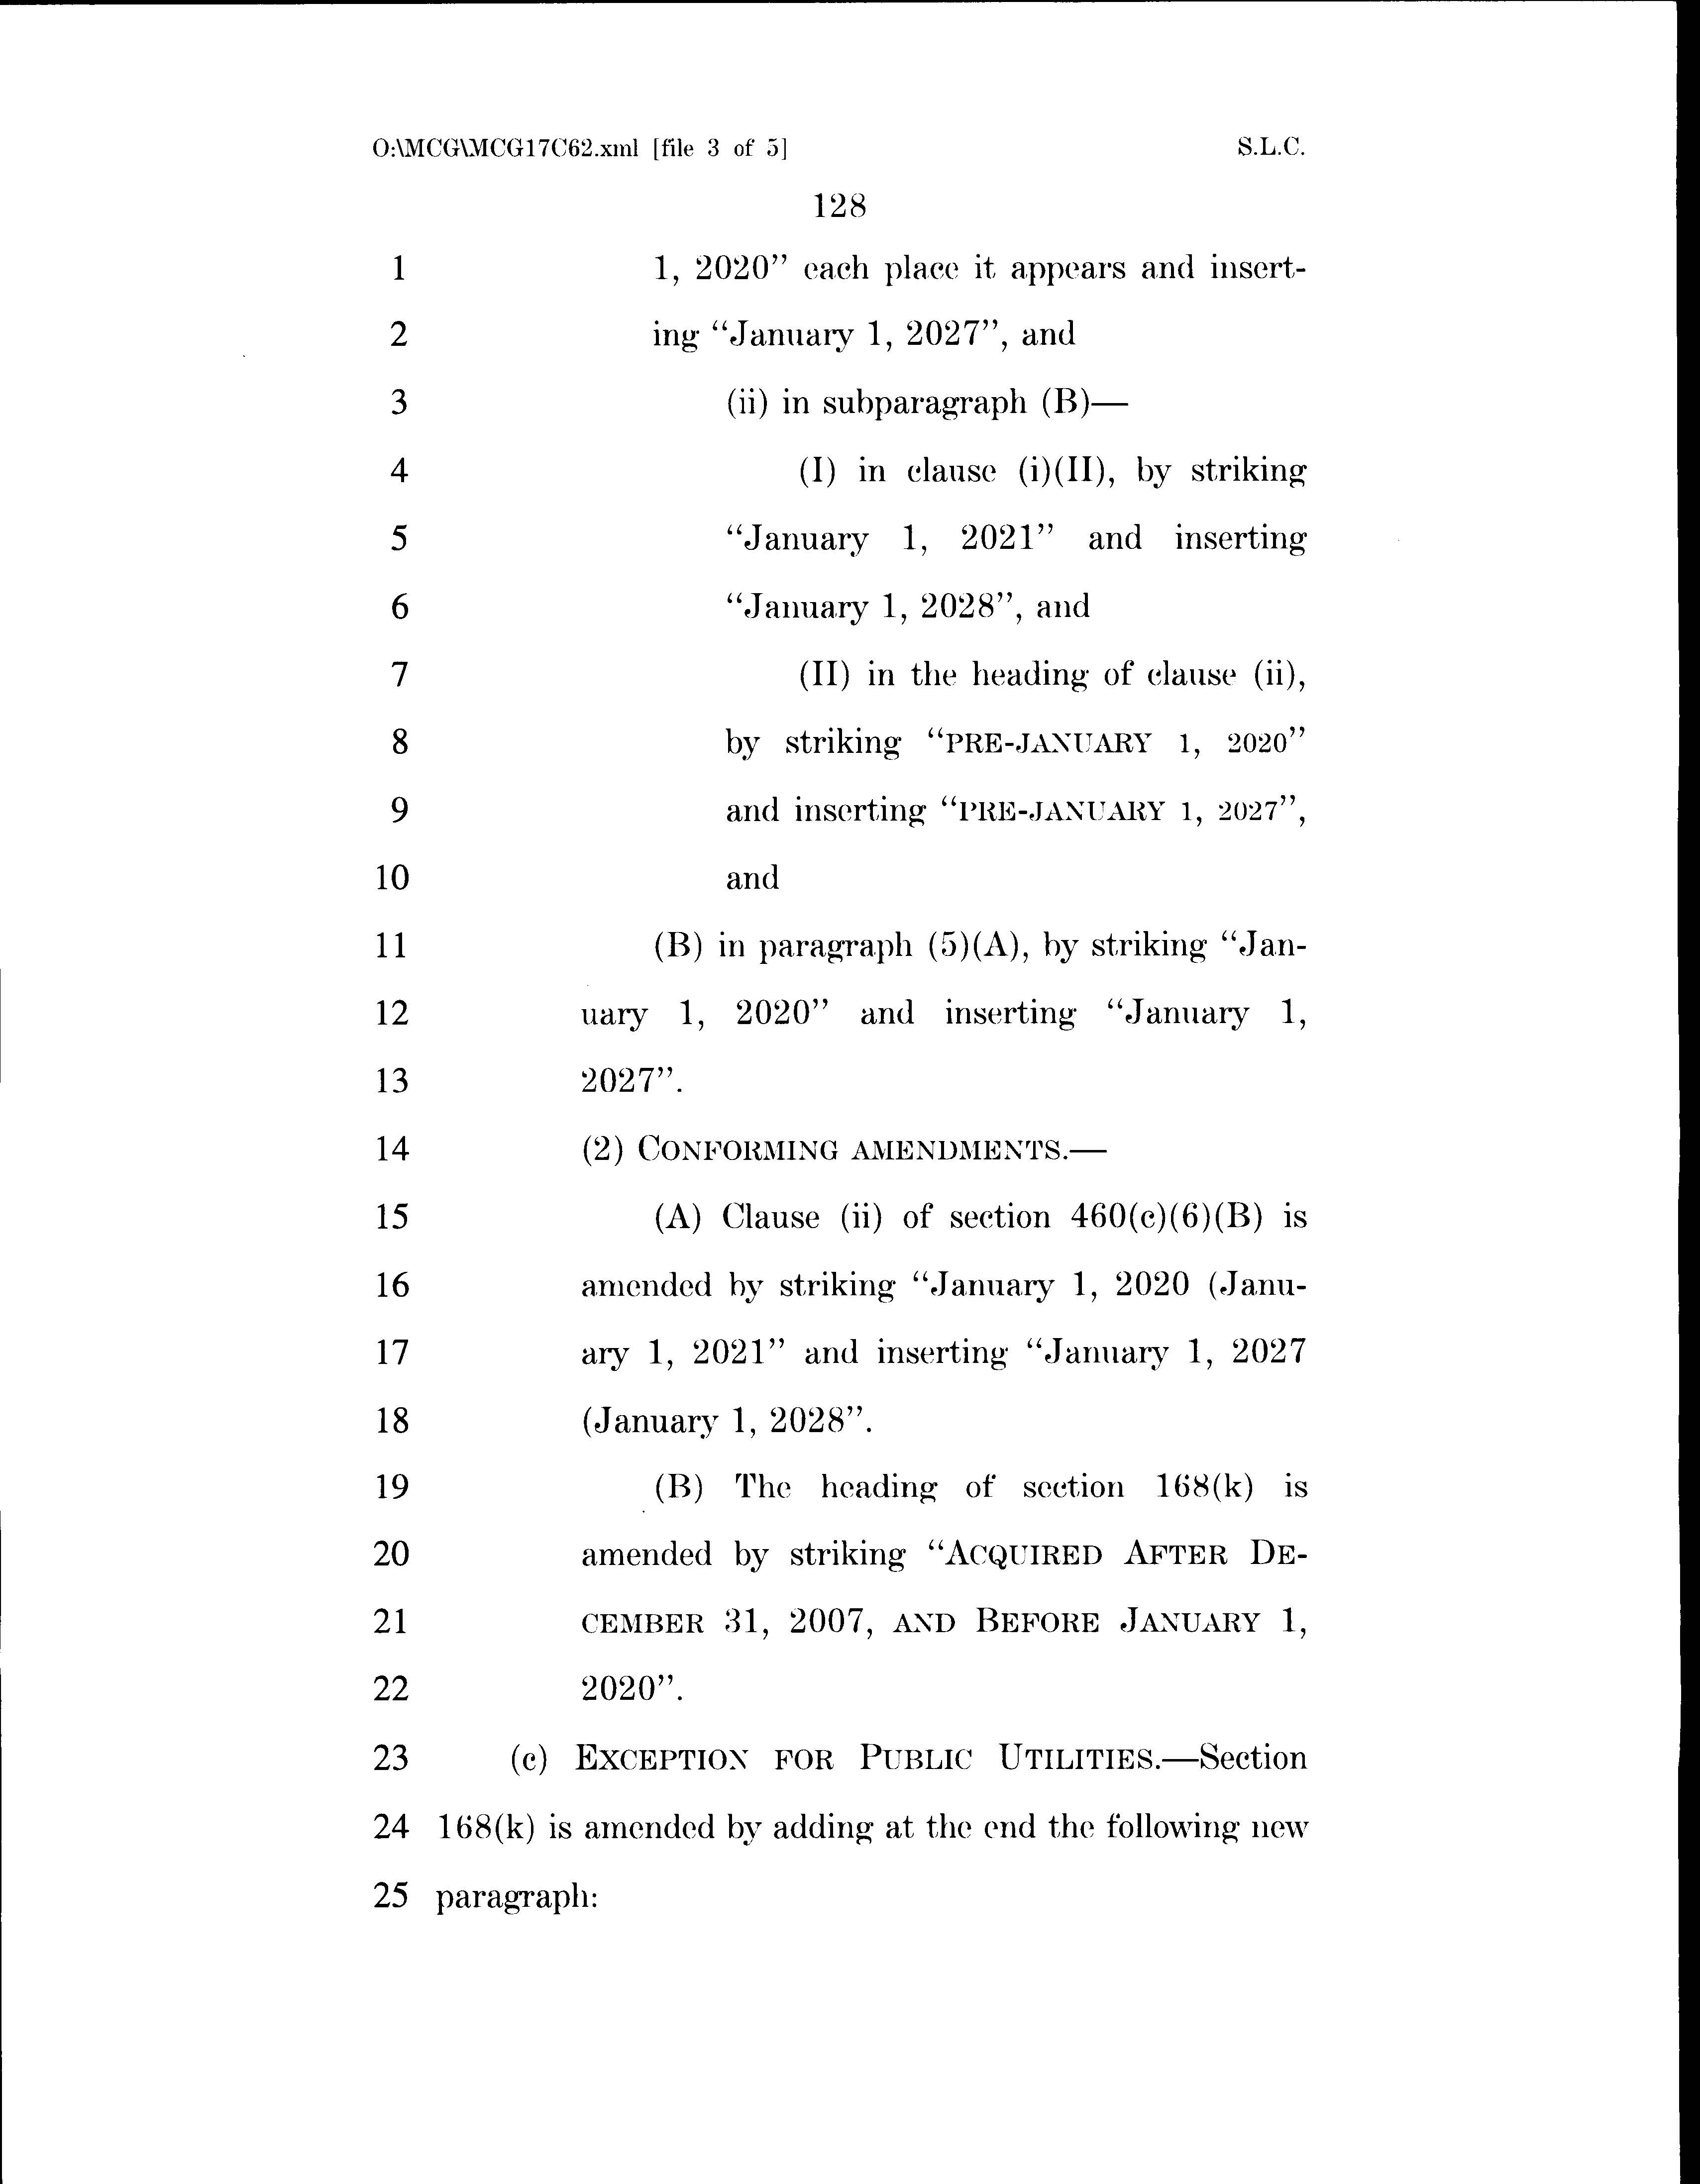 O:\MCG\MCG17C62.xml [file 3 of 5] S.L.C.
128
1 1, 2020” each place it appears and insert-
2 ing “January 1, 2027”, and
3 (ii) in subparagraph (B)—
4 (I) in clause (i)(II), by striking
5 “January 1, 2021” and inserting
6 “January 1, 2028”, and
7 (II) in the heading of clause (ii),
8 by striking “PRE-JANUARY 1, 2020”
9 and inserting “PRE-JANUARY 1, 2027”,
10 and
11 (B) in paragraph (5)(A), by striking “Jan-
12 uary 1, 2020” and inserting “January 1,
13 2027”.
14 (2) CONFORMING AMENDMENTS.—
15 (A) Clause (ii) of section 460(c)(6)(B) is
16 amended by striking “January 1, 2020 (Janu-
17 ary 1, 2021” and inserting “January 1, 2027
18 (January 1, 2028”.
19 (B) The heading of section 168(k) is
20 amended by striking “ACQUIRED AFTER DE-
21 CEMBER 31, 2007, AND BEFORE JANUARY 1,
22 2020”.
23 (c) EXCEPTION FOR PUBLIC UTILITIES.—Section
24 168(k) is amended by adding at the end the following new
25 paragraph: